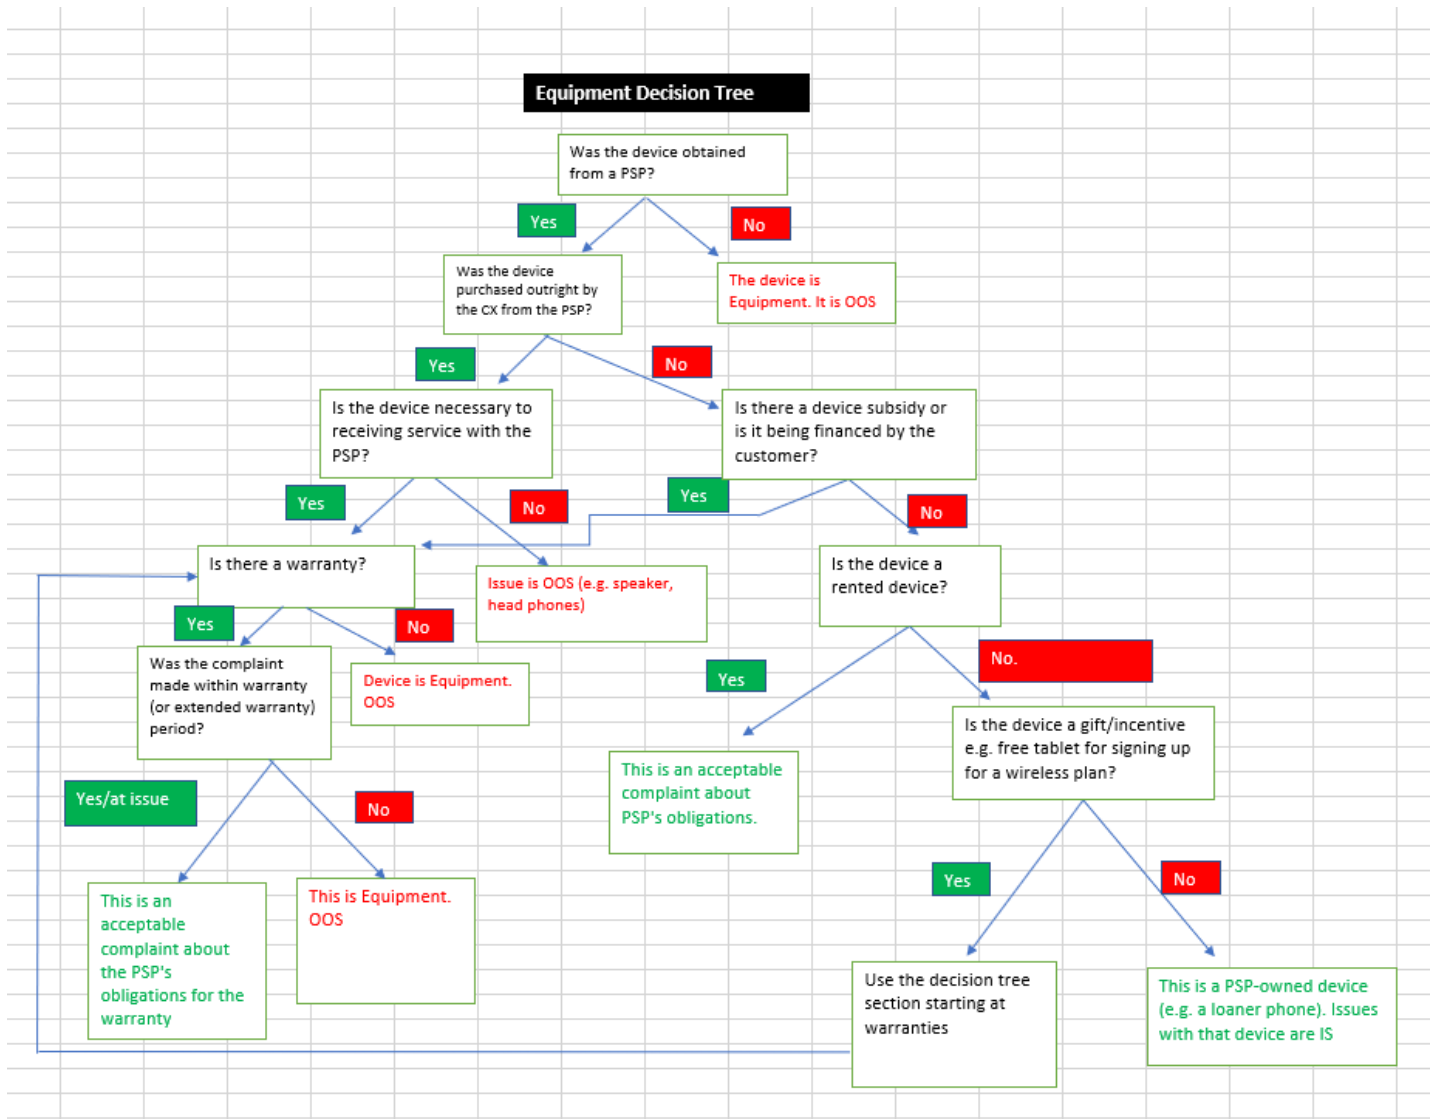 Equipment Decision Tree
Was the device obtained
from a PSP?
Yes
No
Was the device
purchased outright by
the CX from the PSP?
The device is
Equipment. It is OOS
Yes
No
Is the device necessary to
receiving service with the
PSP?
Is there a device subsidy or
is it being financed by the
customer?
Yes
No
Yes
No
Is there a warranty?
Issue is OOS (e.g. speaker,
head phones)
Is the device a
rented device?
Yes
No
Yes
No.
Was the complaint
made within warranty
(or extended warranty)
period?
Device is Equipment.
OOS
Is the device a gift/incentive
e.g. free tablet for signing up
for a wireless plan?
This is an acceptable
complaint about
PSP's obligations.
Yes/at issue
No
Yes
No
This is an
acceptable
complaint about
the PSP's
obligations for the
warranty
This is Equipment.
OOS
Use the decision tree
section starting at
warranties
This is a PSP-owned device
(e.g. a loaner phone). Issues
with that device are IS